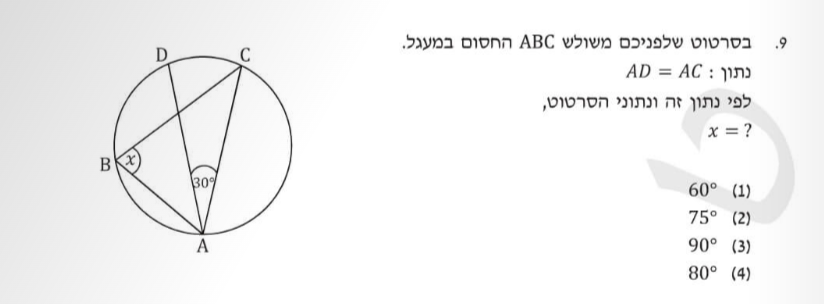 9. בסרטוט שלפניכם משולש ABC החסום במעגל.
נתון : AD = AC
לפי נתון זה ונתוני הסרטוט,
x = ?
(1) 60°
(2) 75°
(3) 90°
(4) 80°
D
C
B
x
30°
A